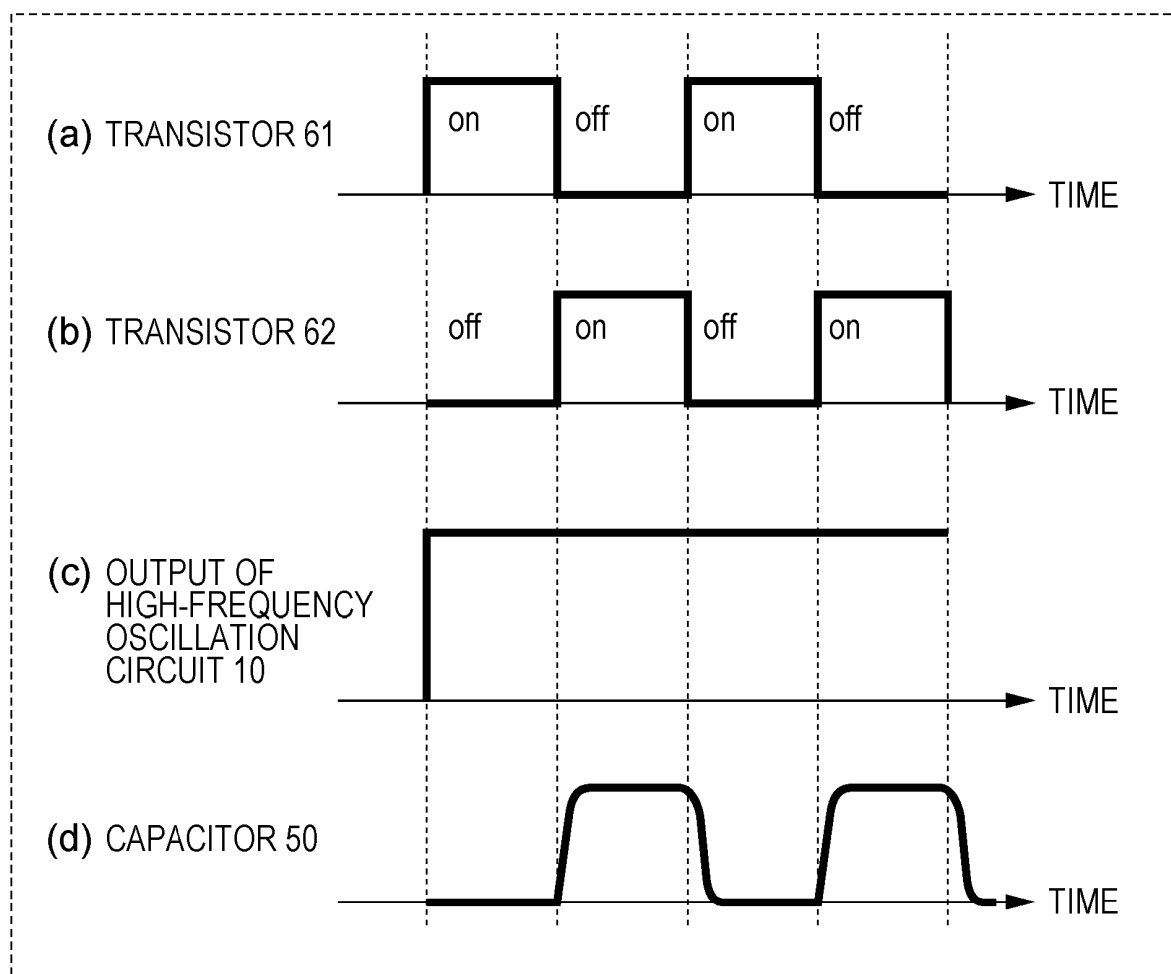 (a) TRANSISTOR 61
on off on off
TIME
(b) TRANSISTOR 62
off on off on
TIME
(c) OUTPUT OF
HIGH-FREQUENCY
OSCILLATION
CIRCUIT 10
TIME
(d) CAPACITOR 50
TIME